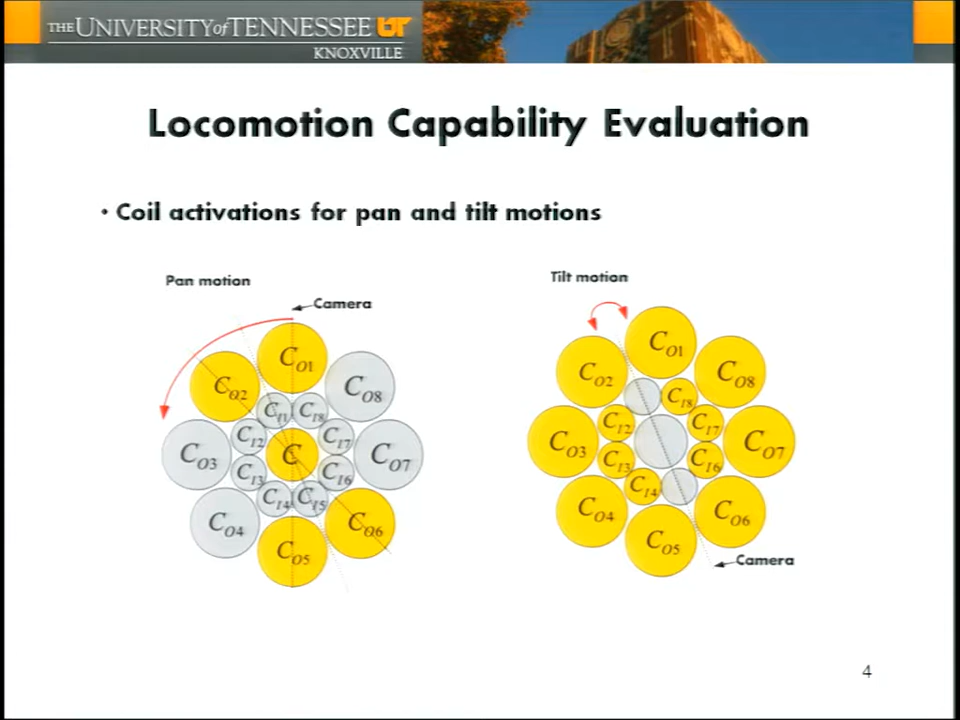 THE UNIVERSITY of TENNESSEE UT
KNOXVILLE
Locomotion Capability Evaluation
• Coil activations for pan and tilt motions
Pan motion
Camera
C_O1
C_O2
C_O8
C_I1
C_I8
C_I2
C_I7
C_O3
C
C_O7
C_I3
C_I6
C_I4
C_I5
C_O4
C_O6
C_O5
Tilt motion
C_O1
C_O2
C_O8
C_I8
C_I2
C_I7
C_O3
C_O7
C_I3
C_I6
C_I4
C_O4
C_O6
C_O5
Camera
4